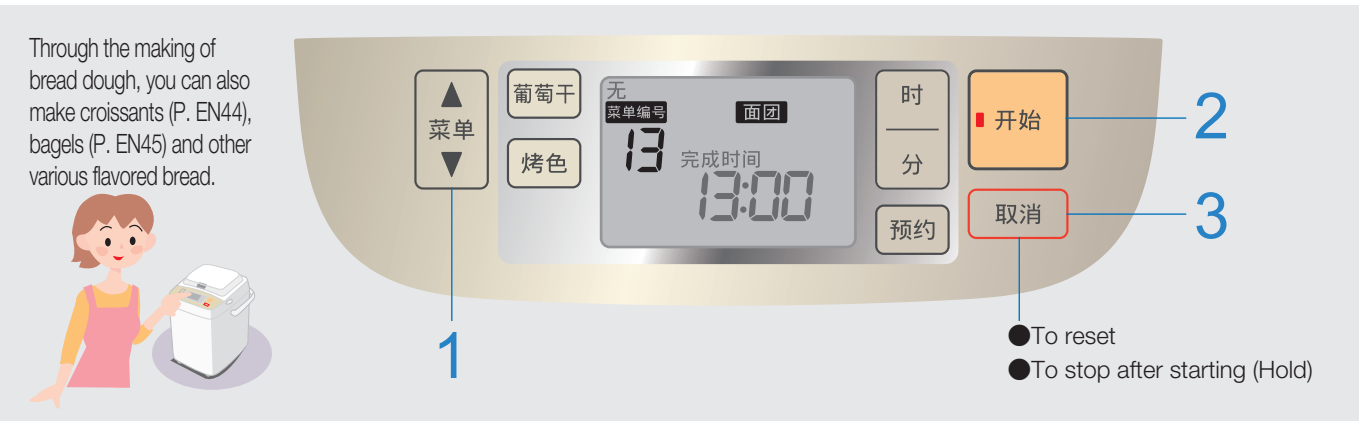 Through the making of
bread dough, you can also
make croissants (P. EN44),
bagels (P. EN45) and other
various flavored bread.
▲
菜单
▼
葡萄干
烤色
无
菜单编号
面团
13
完成时间
13:00
时
分
预约
开始
取消
1
2
3
●To reset
●To stop after starting (Hold)